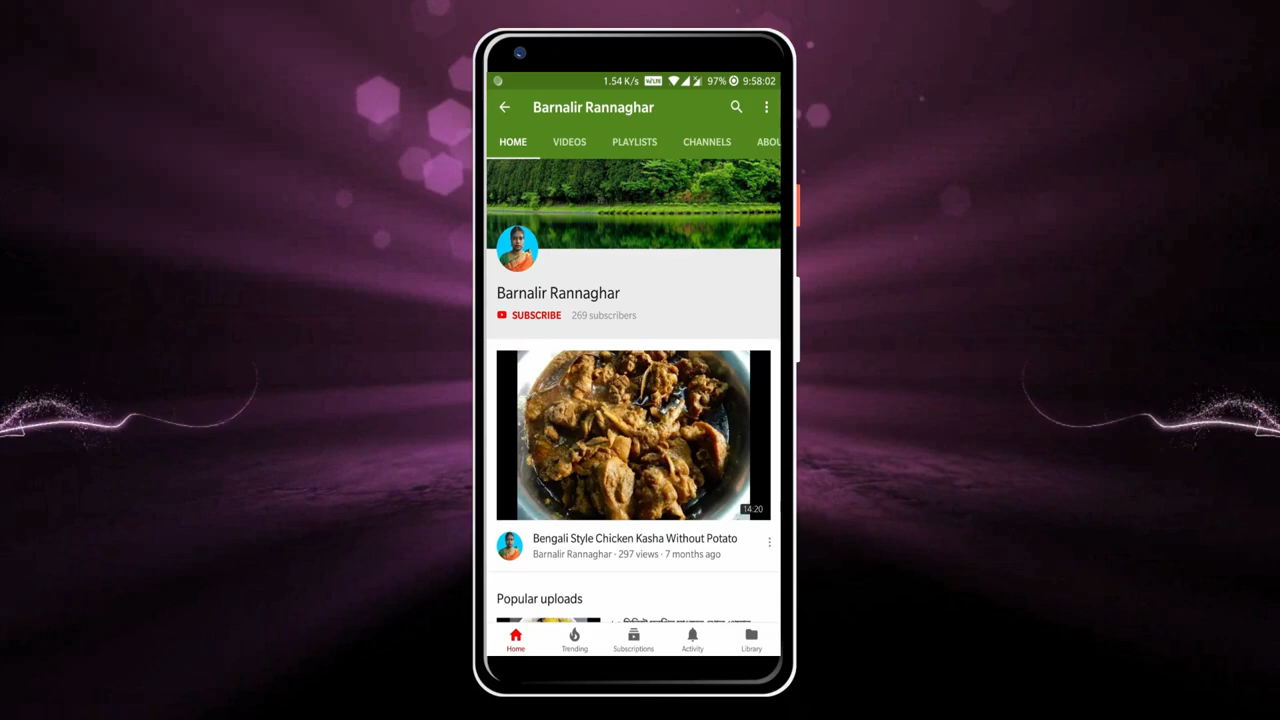 1.54 K/s VoLTE 97% 9:58:02
Barnalir Rannaghar
HOME VIDEOS PLAYLISTS CHANNELS ABOU
Barnalir Rannaghar
SUBSCRIBE 269 subscribers
14:20
Bengali Style Chicken Kasha Without Potato
Barnalir Rannaghar · 297 views · 7 months ago
Popular uploads
Home Trending Subscriptions Activity Library